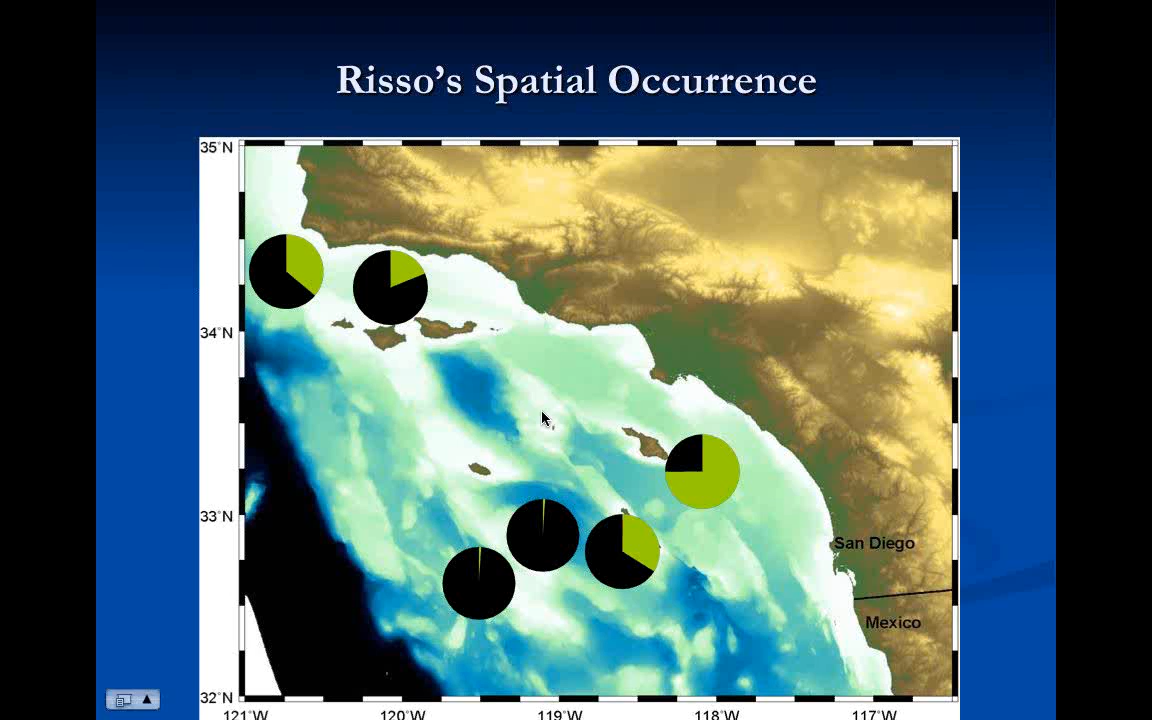 Risso's Spatial Occurrence
35°N
34°N
33°N
San Diego
Mexico
32°N
121°W 120°W 119°W 118°W 117°W